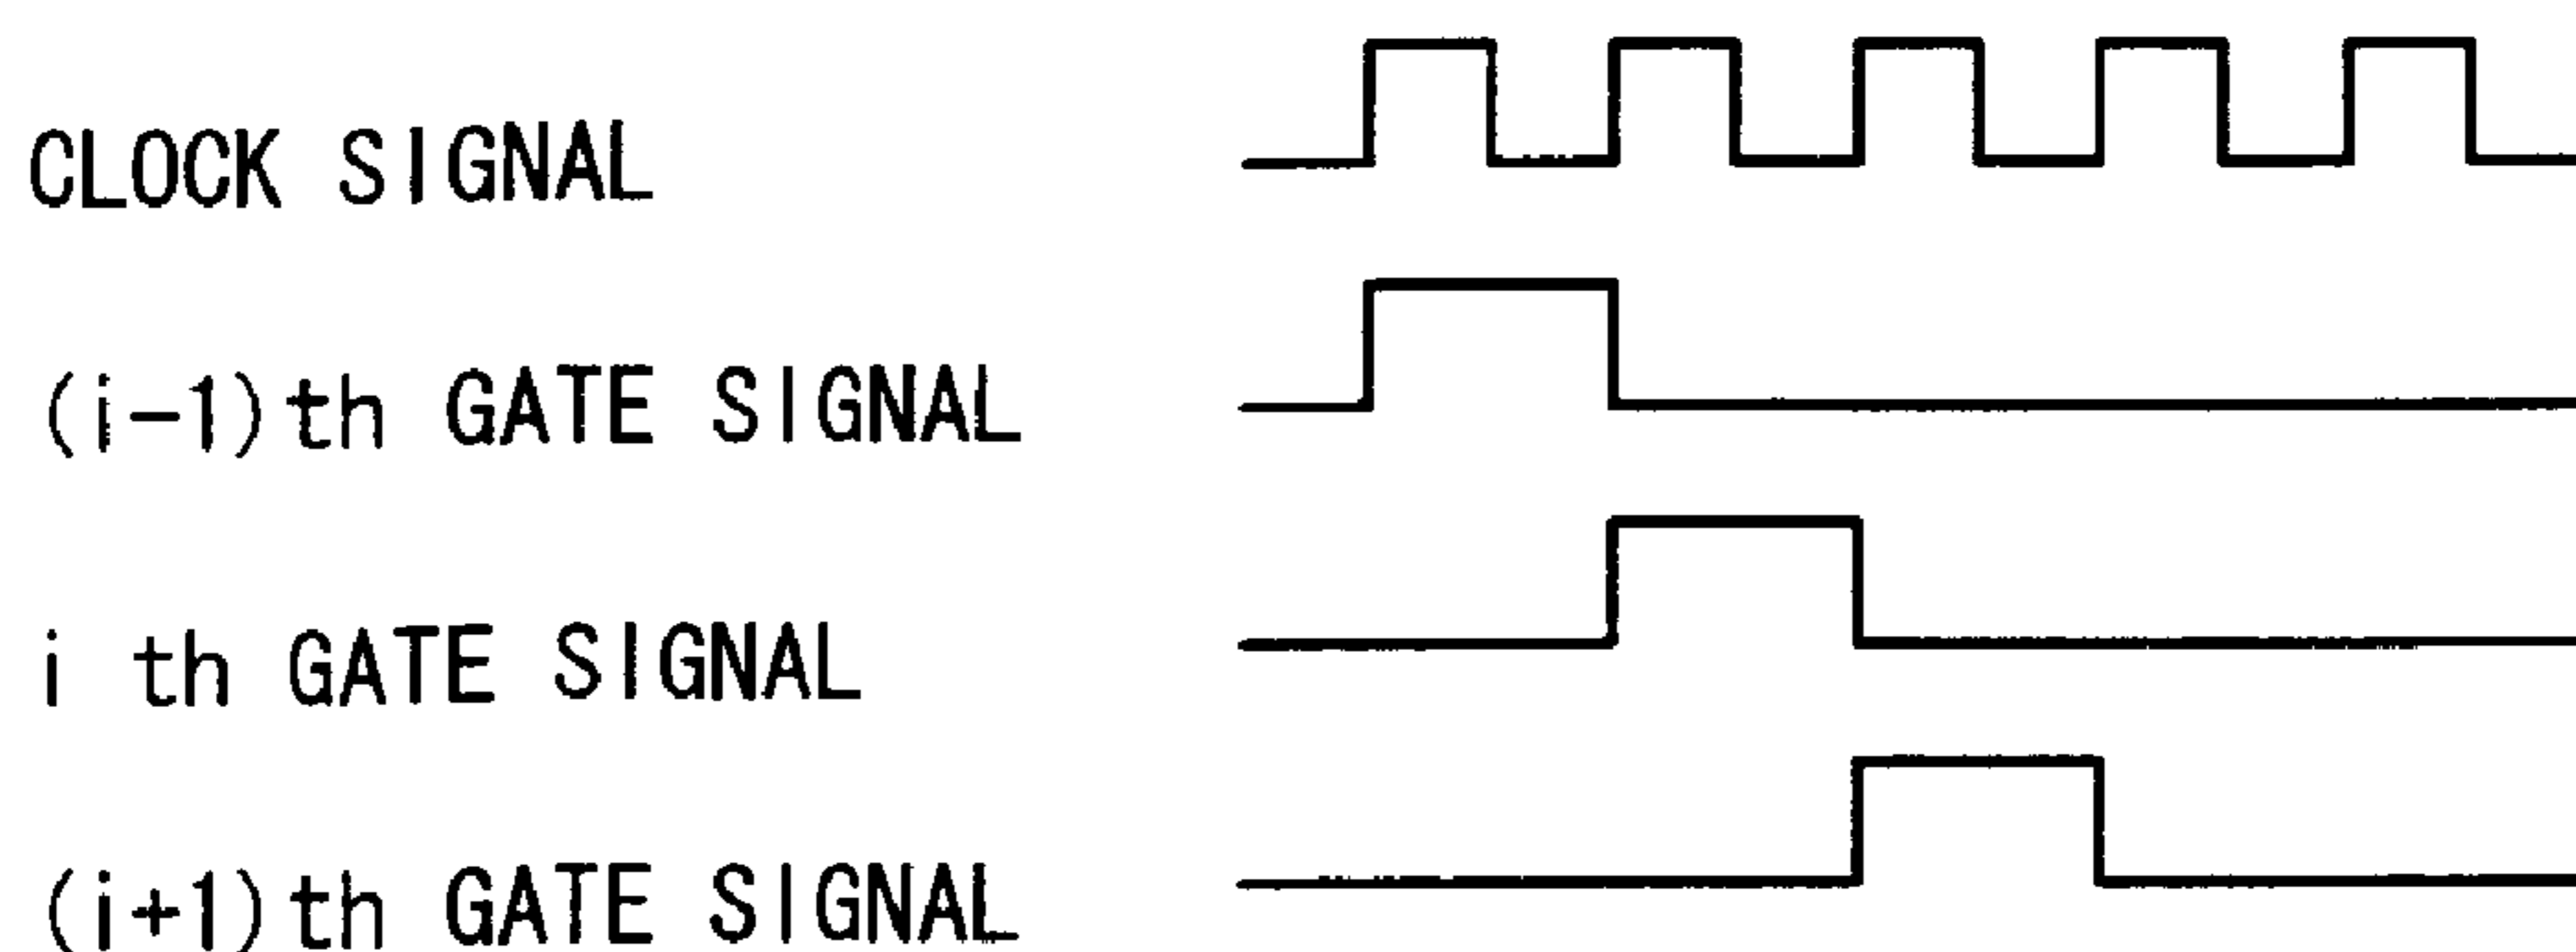 CLOCK SIGNAL
(i-1)th GATE SIGNAL
i th GATE SIGNAL
(i+1)th GATE SIGNAL